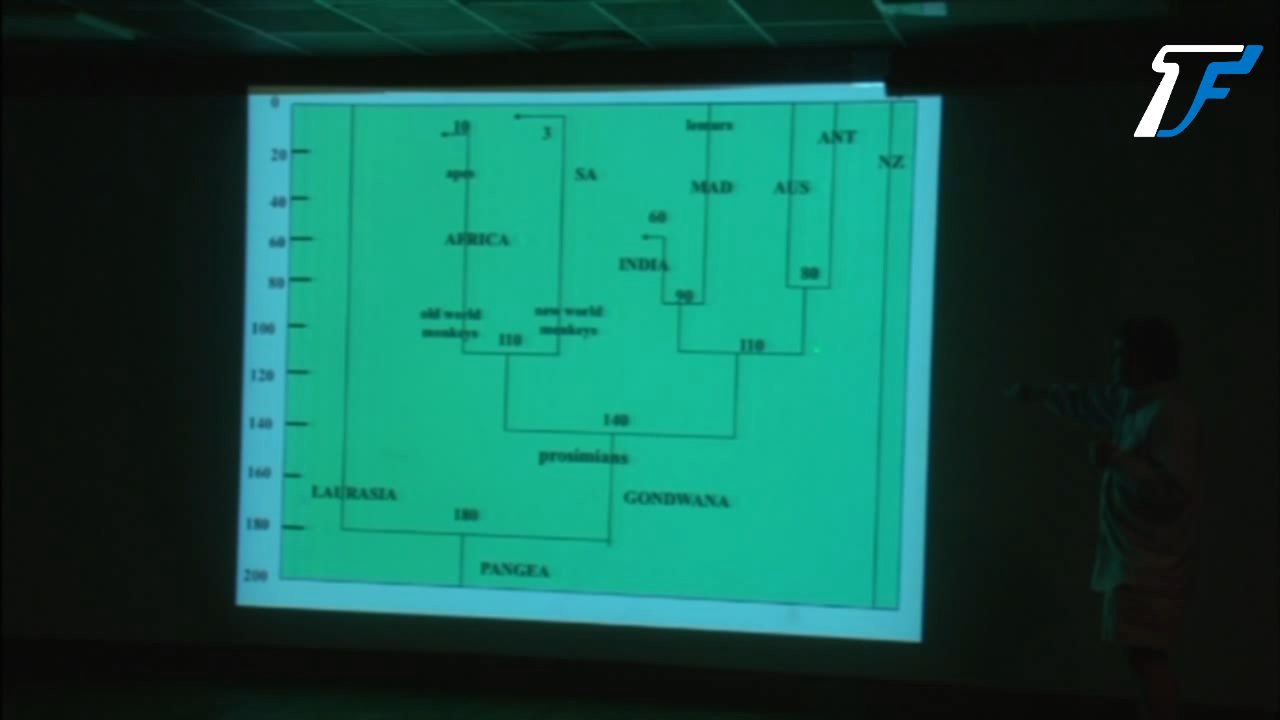 TF
0
20
40
60
80
100
120
140
160
180
200
10
3
apes
SA
AFRICA
old world
monkeys
new world
monkeys
110
lemurs
MAD
60
INDIA
90
AUS
ANT
NZ
80
110
140
prosimians
LAURASIA
GONDWANA
180
PANGEA